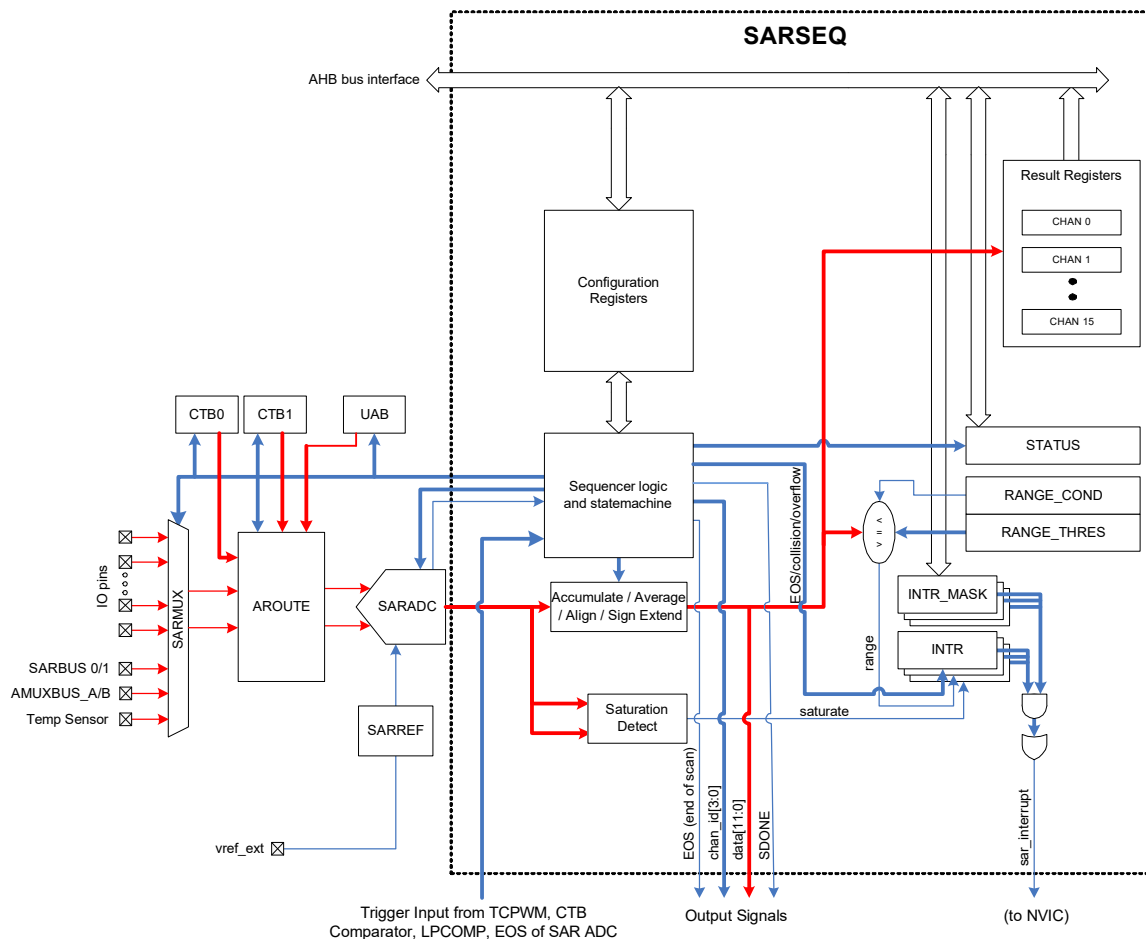 SARSEQ
AHB bus interface
Result Registers
CHAN 0
CHAN 1
CHAN 15
Configuration
Registers
CTB0
CTB1
UAB
Sequencer logic
and statemachine
STATUS
RANGE_COND
RANGE_THRES
< = >
EOS/collision/overflow
IO pins
SARMUX
AROUTE
SARADC
Accumulate / Average
/ Align / Sign Extend
INTR_MASK
INTR
range
SARBUS 0/1
AMUXBUS_A/B
Temp Sensor
SARREF
Saturation
Detect
saturate
EOS (end of scan)
chan_id[3:0]
data[11:0]
SDONE
sar_interrupt
vref_ext
Trigger Input from TCPWM, CTB
Comparator, LPCOMP, EOS of SAR ADC
Output Signals
(to NVIC)